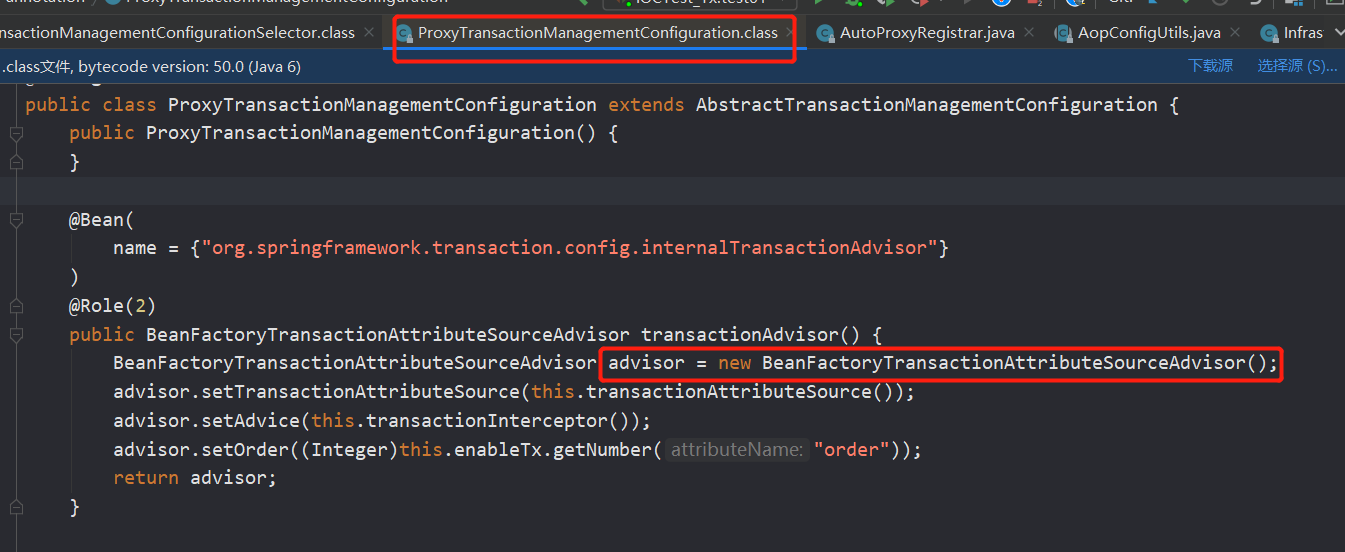 ProxyTransactionManagementConfiguration
nsactionManagementConfigurationSelector.class ProxyTransactionManagementConfiguration.class AutoProxyRegistrar.java AopConfigUtils.java Infras
.class文件, bytecode version: 50.0 (Java 6) 下载源 选择源 (S)...
public class ProxyTransactionManagementConfiguration extends AbstractTransactionManagementConfiguration {
public ProxyTransactionManagementConfiguration() {
}
@Bean(
name = {"org.springframework.transaction.config.internalTransactionAdvisor"}
)
@Role(2)
public BeanFactoryTransactionAttributeSourceAdvisor transactionAdvisor() {
BeanFactoryTransactionAttributeSourceAdvisor advisor = new BeanFactoryTransactionAttributeSourceAdvisor();
advisor.setTransactionAttributeSource(this.transactionAttributeSource());
advisor.setAdvice(this.transactionInterceptor());
advisor.setOrder((Integer)this.enableTx.getNumber( attributeName: "order"));
return advisor;
}